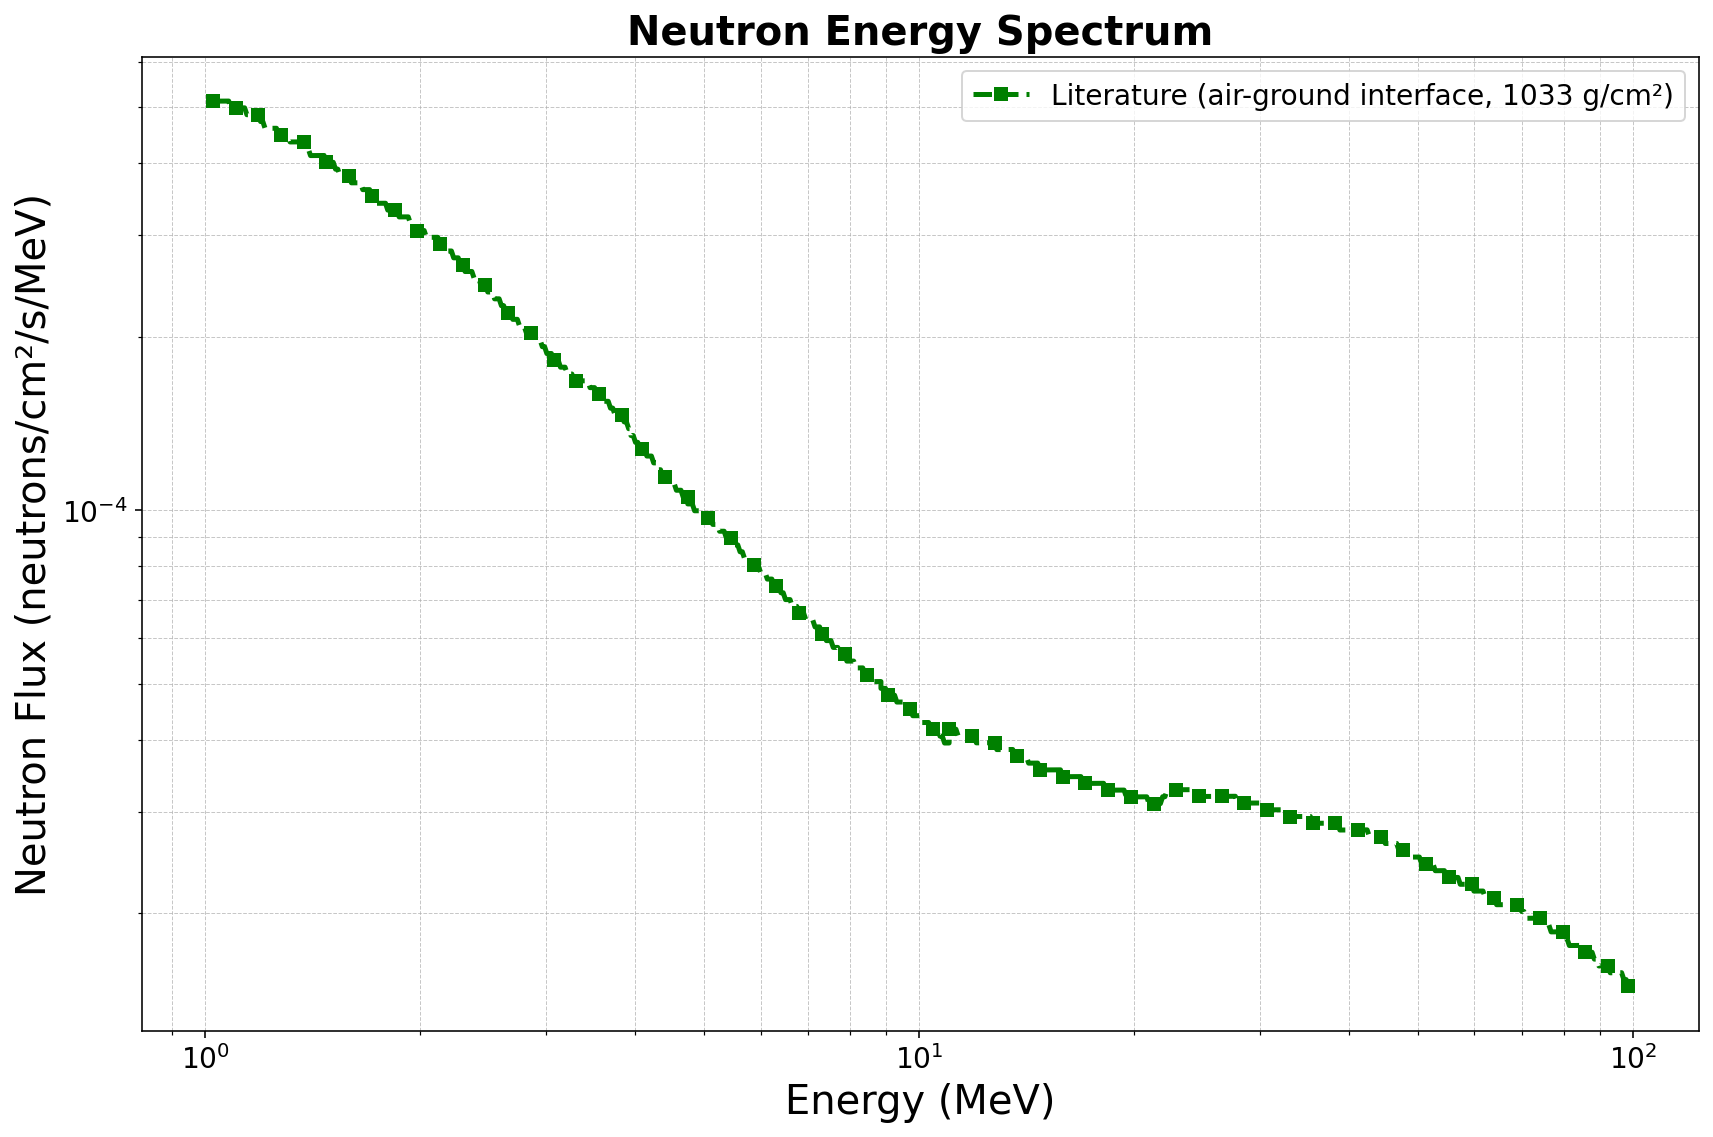 Neutron Energy Spectrum
Literature (air-ground interface, 1033 g/cm²)
Neutron Flux (neutrons/cm²/s/MeV)
10⁻⁴
10⁰ 10¹ 10²
Energy (MeV)